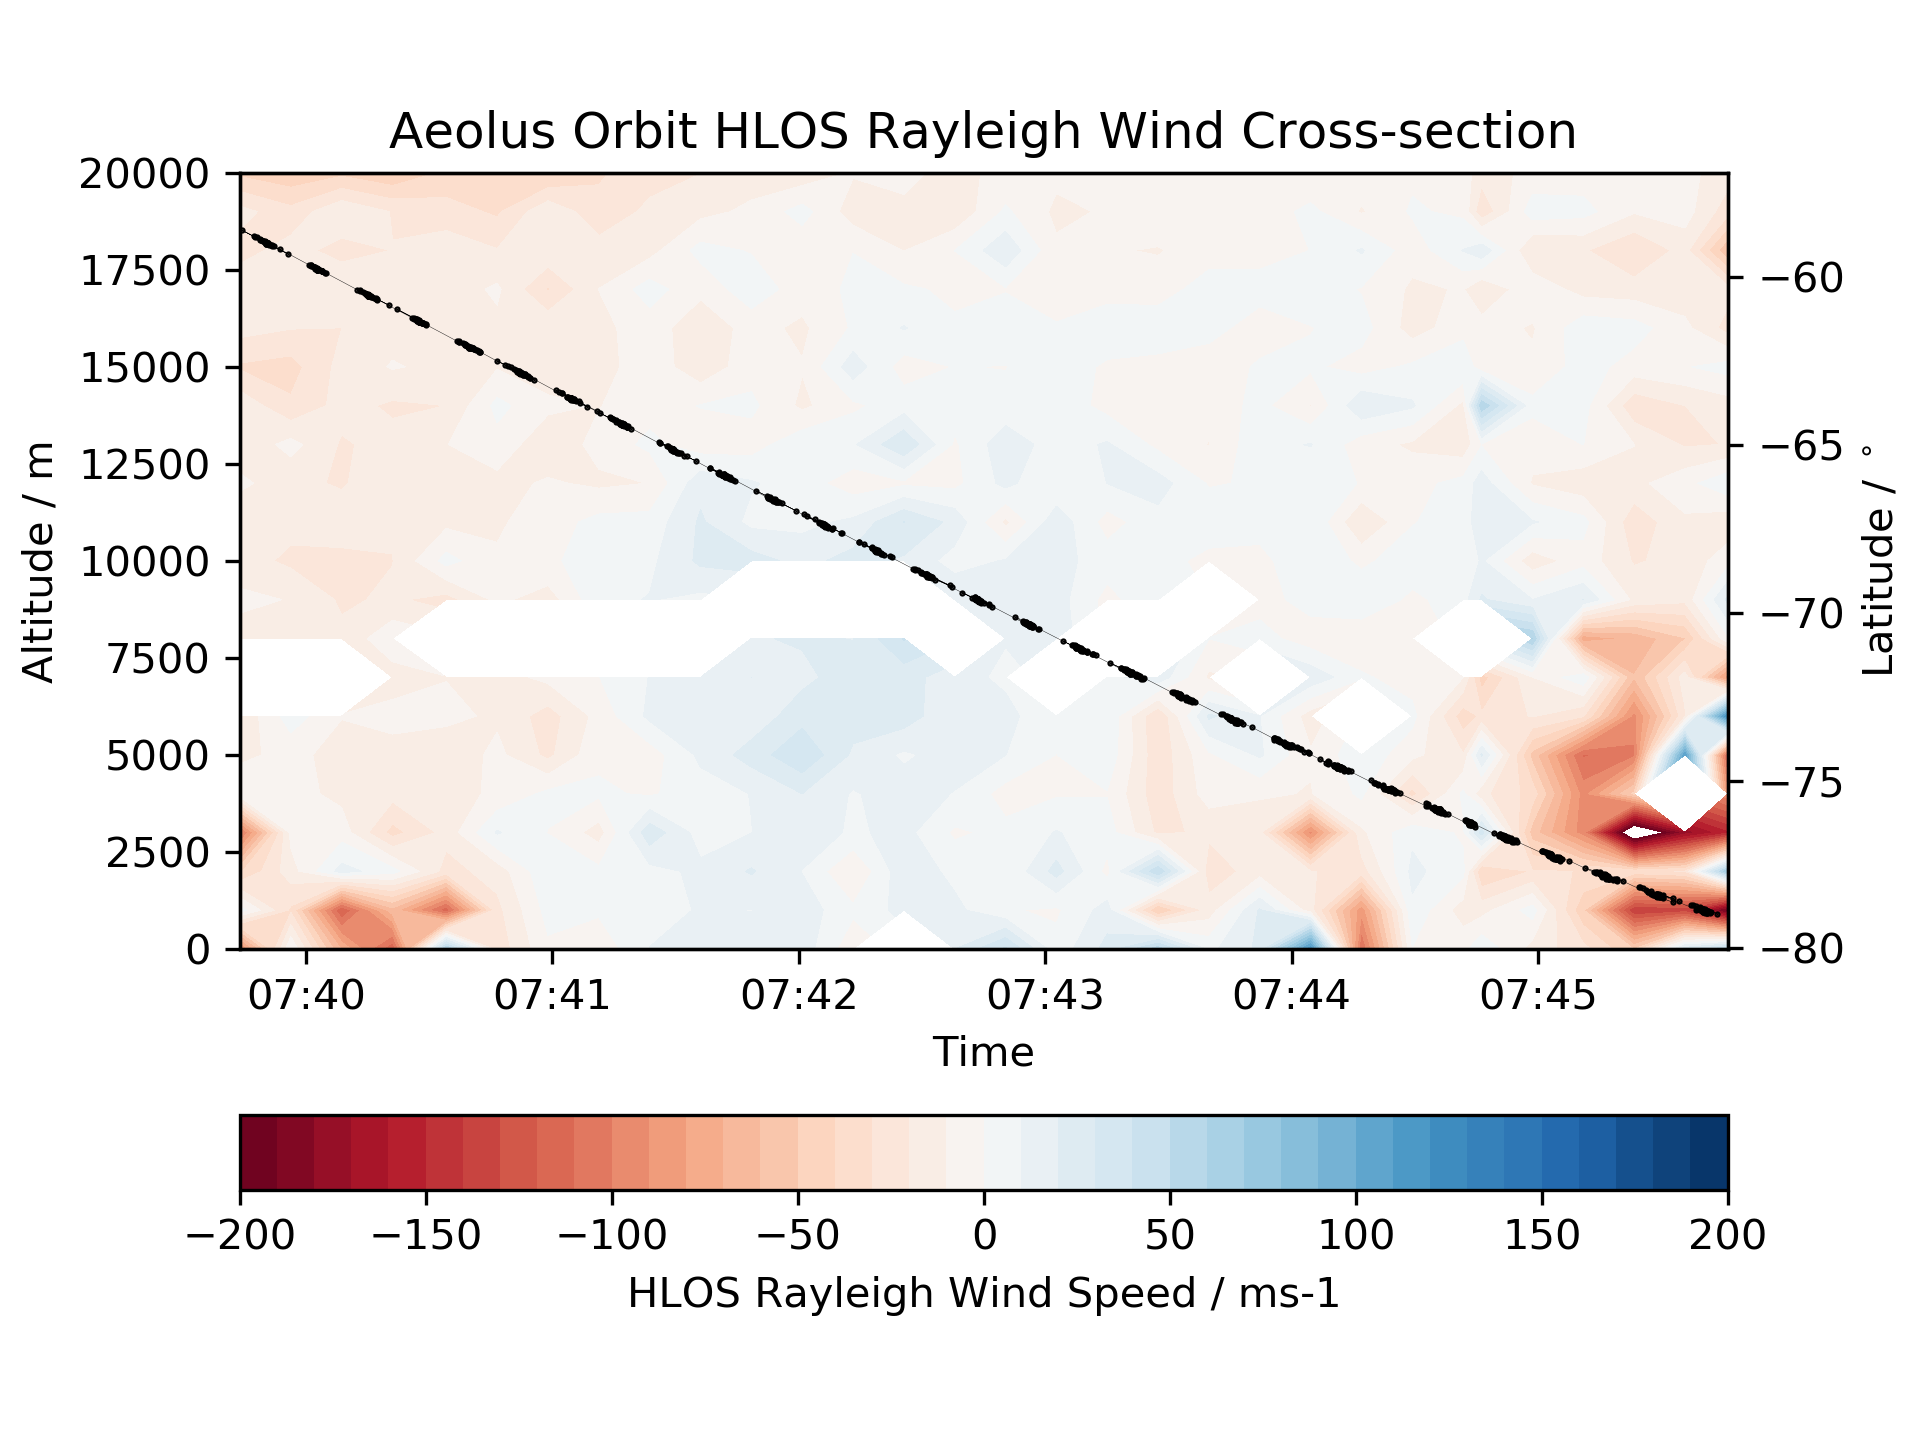 Aeolus Orbit HLOS Rayleigh Wind Cross-section
20000
17500
15000
12500
10000
7500
5000
2500
0
Altitude / m
−60
−65
−70
−75
−80
Latitude / °
07:40 07:41 07:42 07:43 07:44 07:45
Time
−200 −150 −100 −50 0 50 100 150 200
HLOS Rayleigh Wind Speed / ms-1